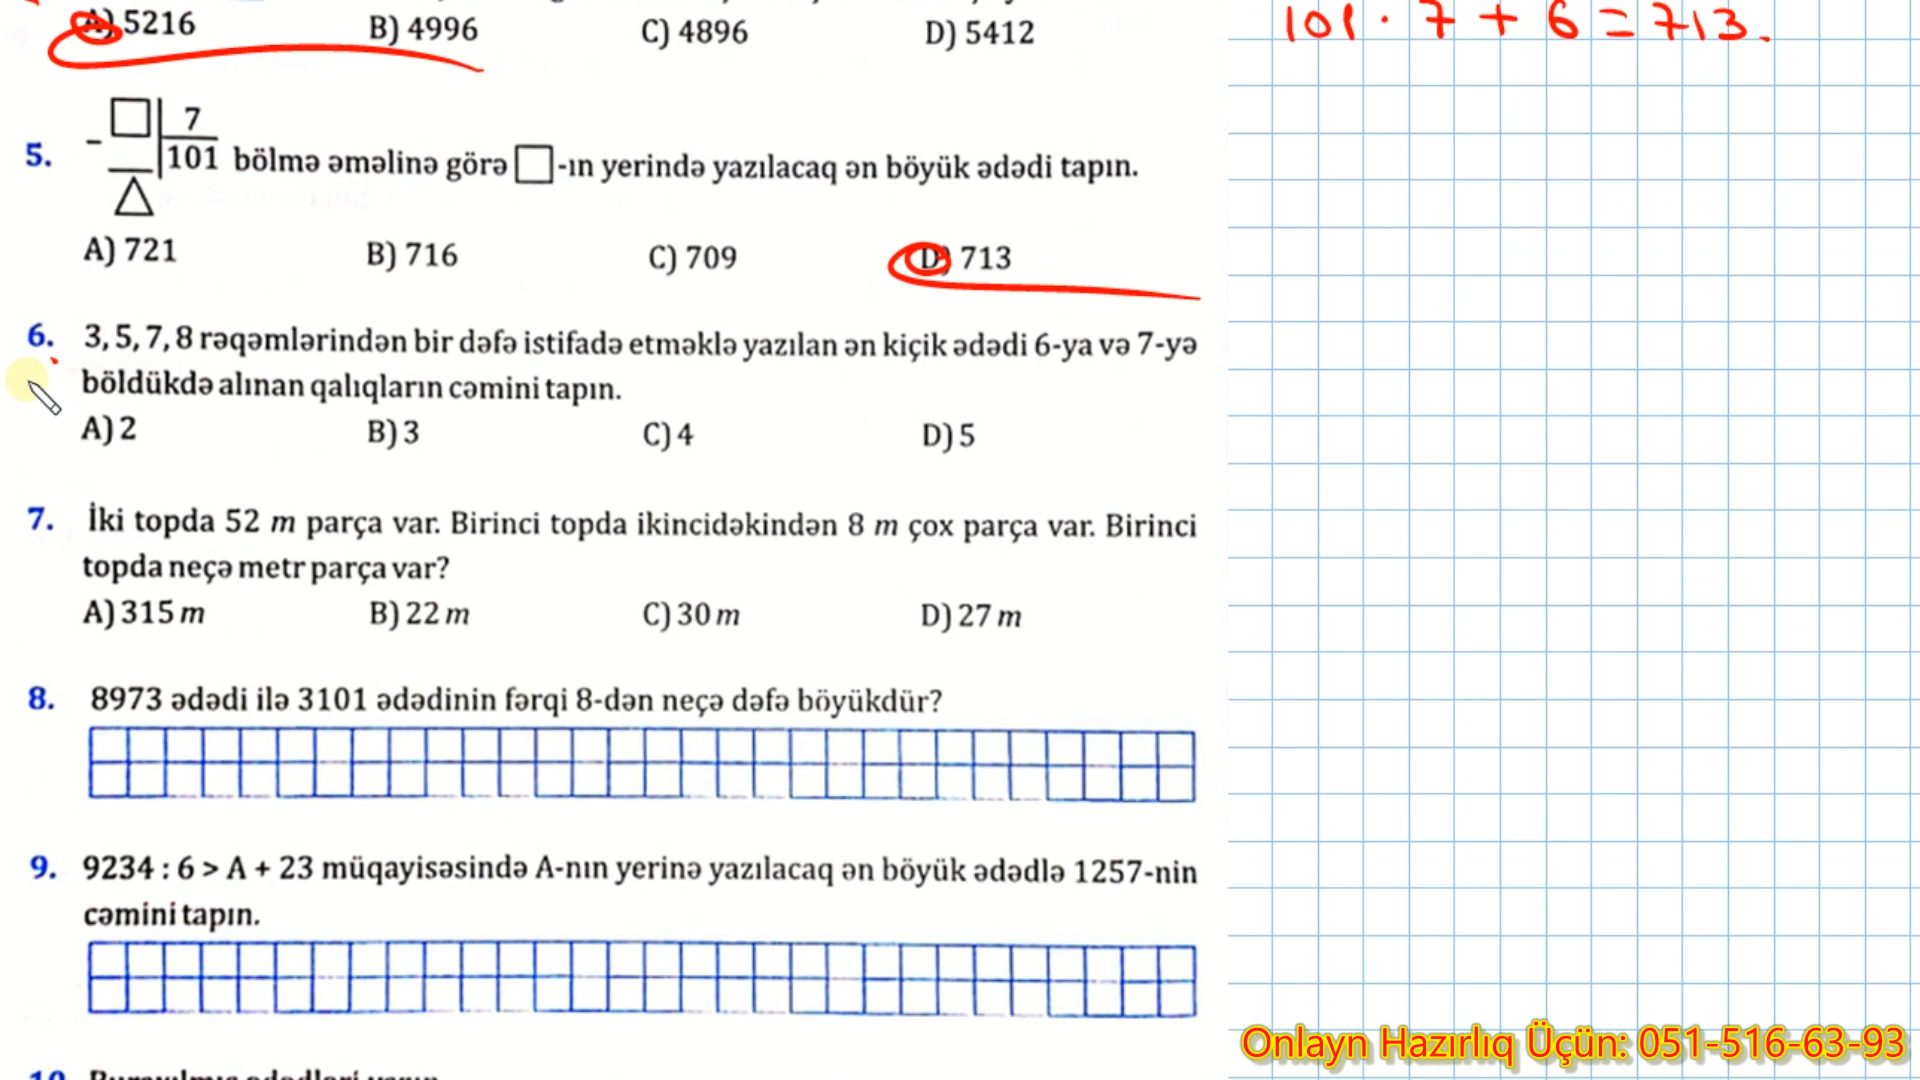 A) 5216 B) 4996 C) 4896 D) 5412
101 · 7 + 6 = 713.
5. □ 7
101 bölmə əməlinə görə □-ın yerində yazılacaq ən böyük ədədi tapın.
△
A) 721 B) 716 C) 709 D) 713
6. 3, 5, 7, 8 rəqəmlərindən bir dəfə istifadə etməklə yazılan ən kiçik ədədi 6-ya və 7-yə
böldükdə alınan qalıqların cəmini tapın.
A) 2 B) 3 C) 4 D) 5
7. İki topda 52 m parça var. Birinci topda ikincidəkindən 8 m çox parça var. Birinci
topda neçə metr parça var?
A) 315 m B) 22 m C) 30 m D) 27 m
8. 8973 ədədi ilə 3101 ədədinin fərqi 8-dən neçə dəfə böyükdür?
9. 9234 : 6 > A + 23 müqayisəsində A-nın yerinə yazılacaq ən böyük ədədlə 1257-nin
cəmini tapın.
Onlayn Hazırlıq Üçün: 051-516-63-93